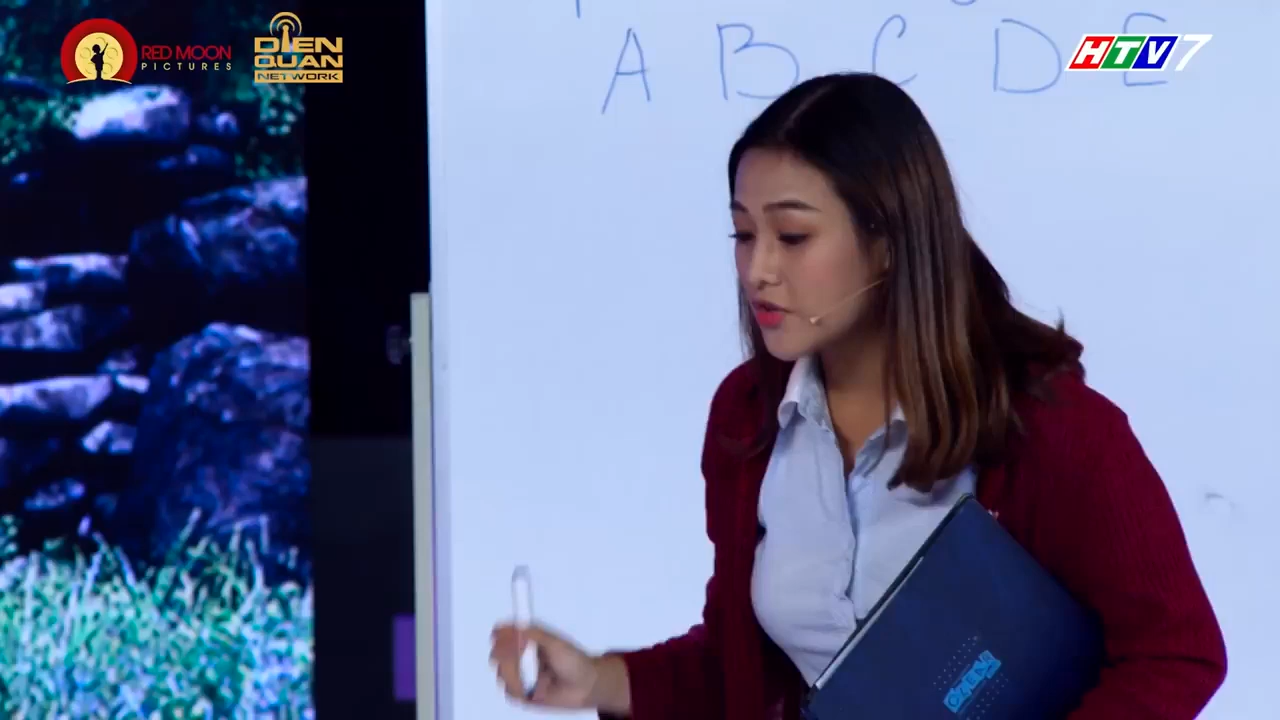 RED MOON
PICTURES
DIEN
QUAN
NETWORK
HTV7
A B C D E